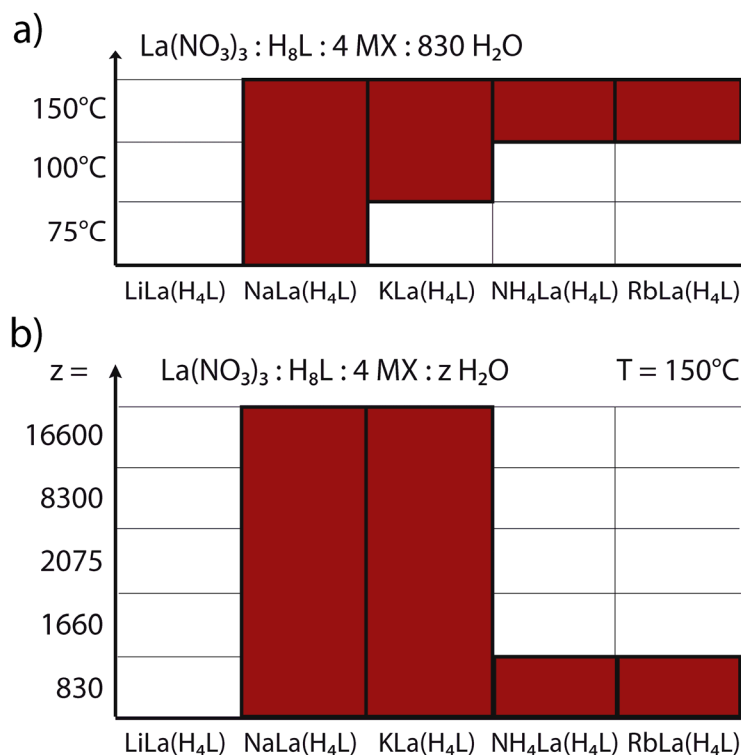 a)
La(NO₃)₃ : H₈L : 4 MX : 830 H₂O
150°C
100°C
75°C
LiLa(H₄L) NaLa(H₄L) KLa(H₄L) NH₄La(H₄L) RbLa(H₄L)
b)
z = La(NO₃)₃ : H₈L : 4 MX : z H₂O T = 150°C
16600
8300
2075
1660
830
LiLa(H₄L) NaLa(H₄L) KLa(H₄L) NH₄La(H₄L) RbLa(H₄L)